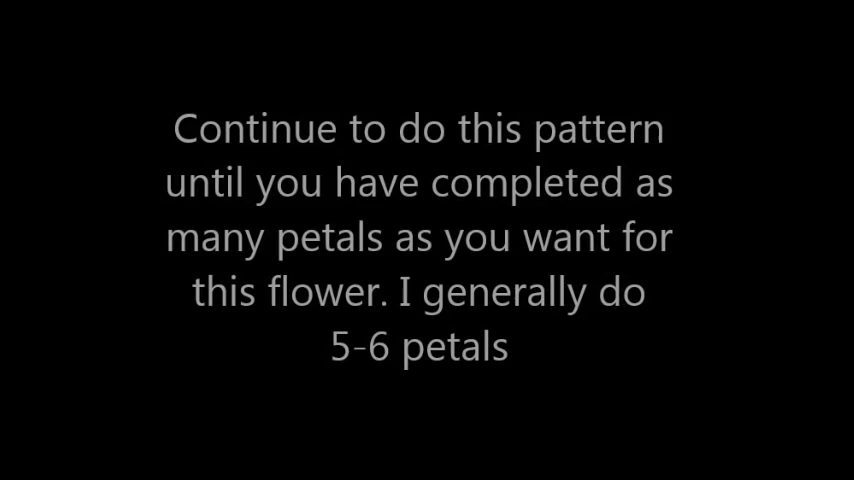 Continue to do this pattern
until you have completed as
many petals as you want for
this flower. I generally do
5-6 petals